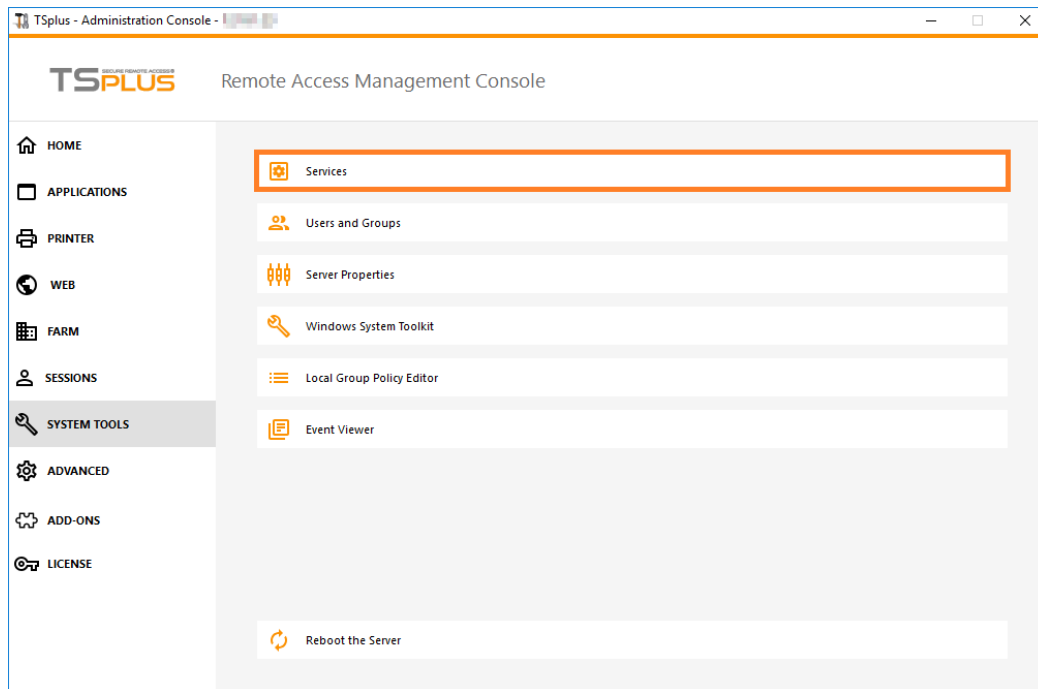 TSplus - Administration Console -
SECURE REMOTE ACCESS
TSPLUS
Remote Access Management Console
HOME
APPLICATIONS
PRINTER
WEB
FARM
SESSIONS
SYSTEM TOOLS
ADVANCED
ADD-ONS
LICENSE
Services
Users and Groups
Server Properties
Windows System Toolkit
Local Group Policy Editor
Event Viewer
Reboot the Server